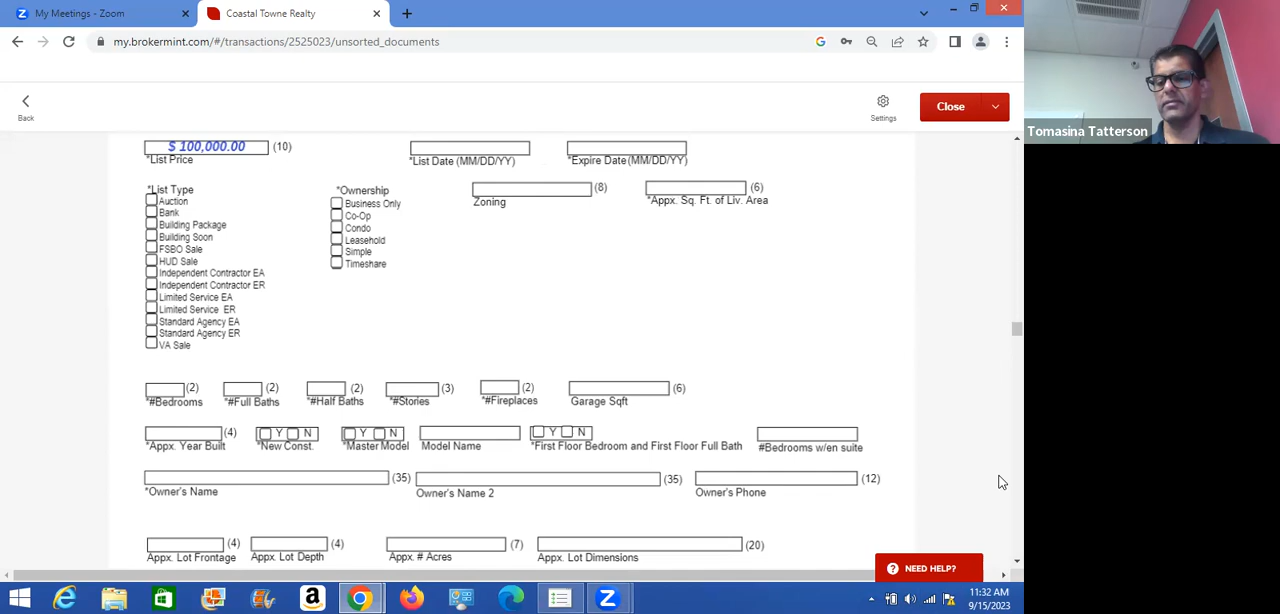 My Meetings - Zoom
Coastal Towne Realty
my.brokermint.com/#/transactions/2525023/unsorted_documents
Back
Settings
Close
Tomasina Tatterson
$ 100,000.00 (10)
*List Price
*List Date (MM/DD/YY)
*Expire Date (MM/DD/YY)
*List Type
Auction
Bank
Building Package
Building Soon
FSBO Sale
HUD Sale
Independent Contractor EA
Independent Contractor ER
Limited Service EA
Limited Service ER
Standard Agency EA
Standard Agency ER
VA Sale
*Ownership
Business Only
Co-Op
Condo
Leasehold
Simple
Timeshare
(8)
Zoning
(6)
*Appx. Sq. Ft. of Liv. Area
(2) (2) (2) (3) (2) (6)
*#Bedrooms *#Full Baths *#Half Baths *#Stories *#Fireplaces Garage Sqft
(4) Y N Y N Y N
*Appx. Year Built *New Const. *Master Model Model Name *First Floor Bedroom and First Floor Full Bath #Bedrooms w/en suite
(35) (35) (12)
*Owner's Name Owner's Name 2 Owner's Phone
(4) (4) (7) (20)
Appx. Lot Frontage Appx. Lot Depth Appx. # Acres Appx. Lot Dimensions
NEED HELP?
11:32 AM
9/15/2023